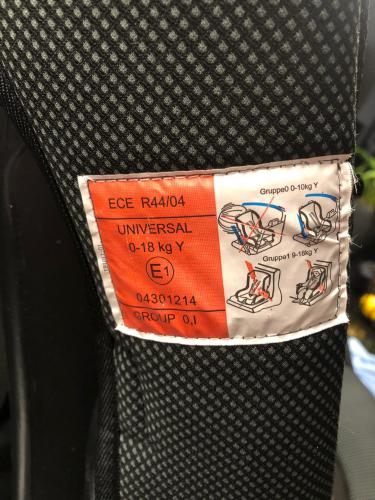 ECE R44/04
UNIVERSAL
0-18 kg Y
E1
04301214
GROUP 0,I
Gruppe0 0-10kg Y
Gruppe1 9-18kg Y